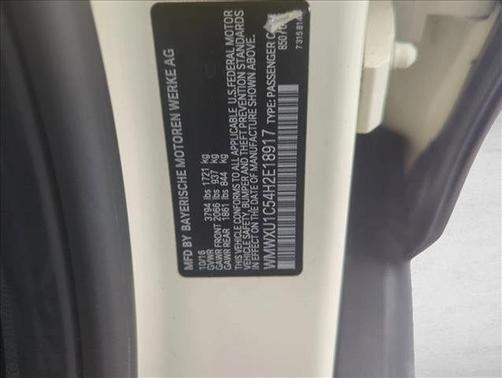 MFD BY BAYERISCHE MOTOREN WERKE AG
10/16
GVWR 3794 lbs 1721 kg
GAWR FRONT 2066 lbs 937 kg
GAWR REAR 1861 lbs 844 kg
THIS VEHICLE CONFORMS TO ALL APPLICABLE U.S. FEDERAL MOTOR
VEHICLE SAFETY, BUMPER AND THEFT PREVENTION STANDARDS
IN EFFECT ON THE DATE OF MANUFACTURE SHOWN ABOVE.
WMWXU1C54H2E18917 TYPE: PASSENGER